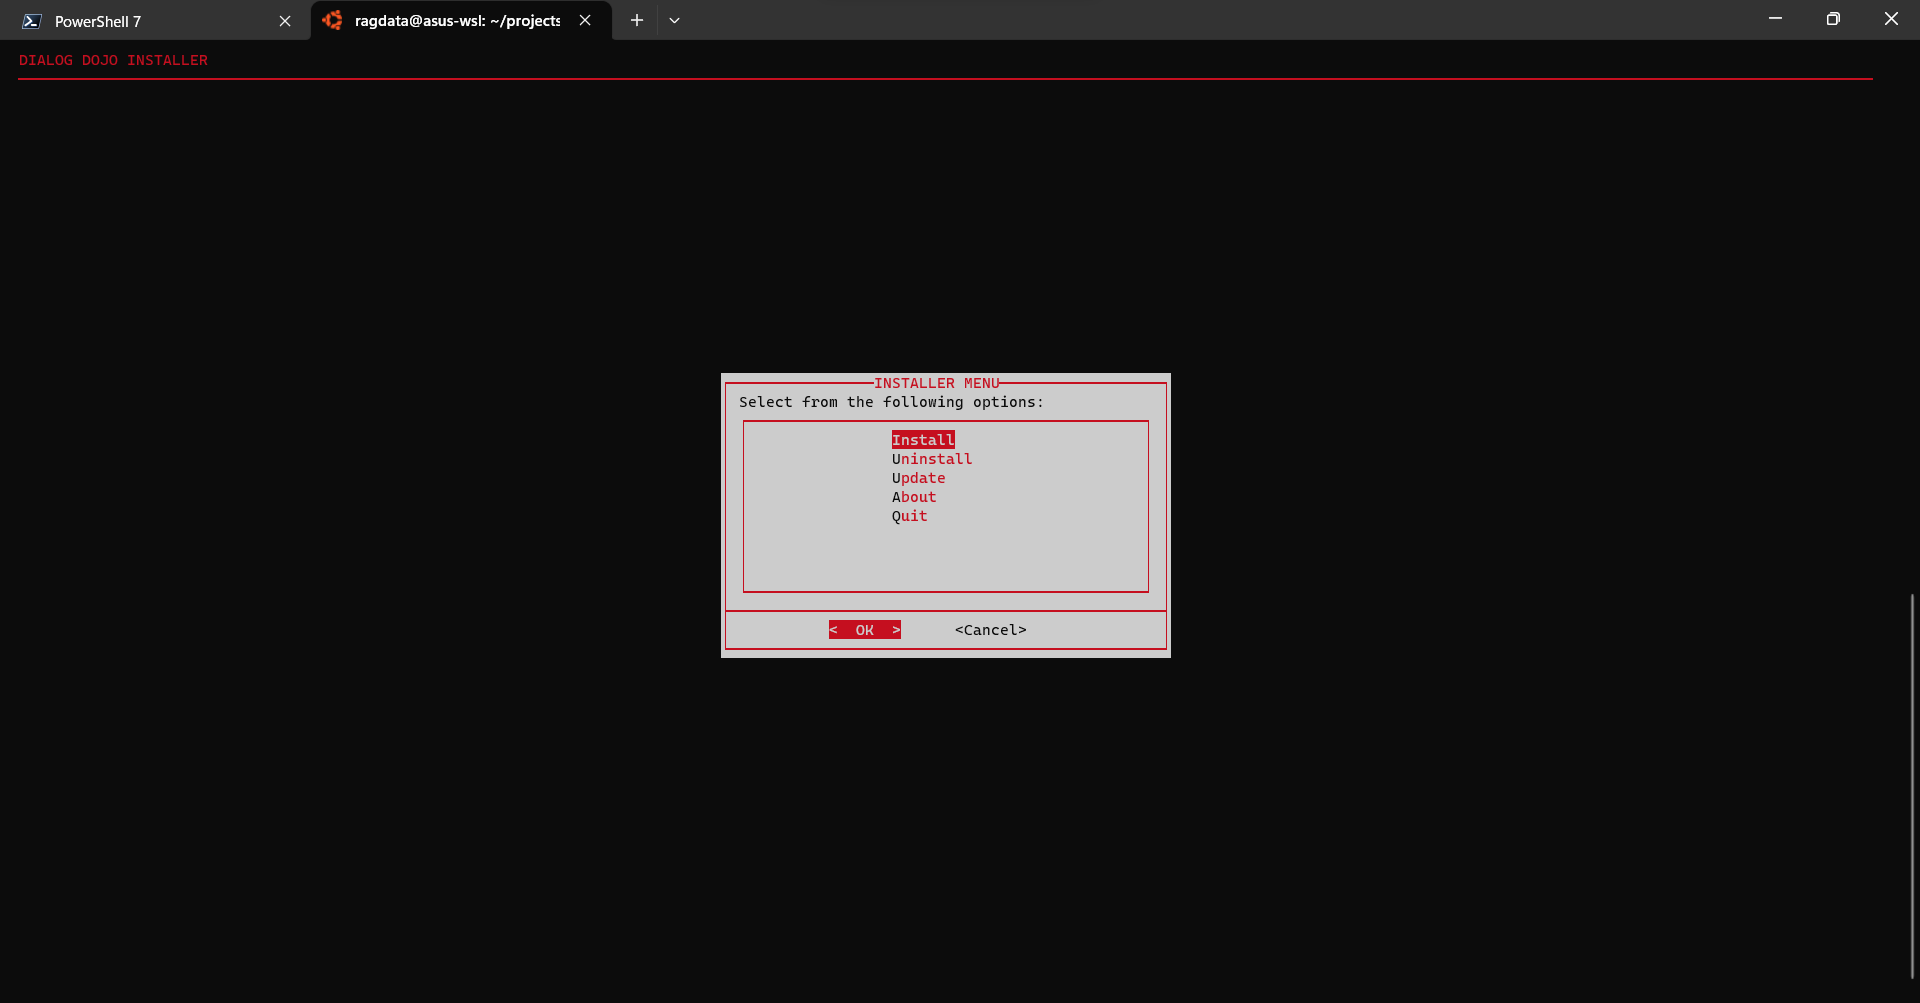 PowerShell 7
ragdata@asus-wsl: ~/projects
DIALOG DOJO INSTALLER
INSTALLER MENU
Select from the following options:
Install
Uninstall
Update
About
Quit
<  OK  >
<Cancel>